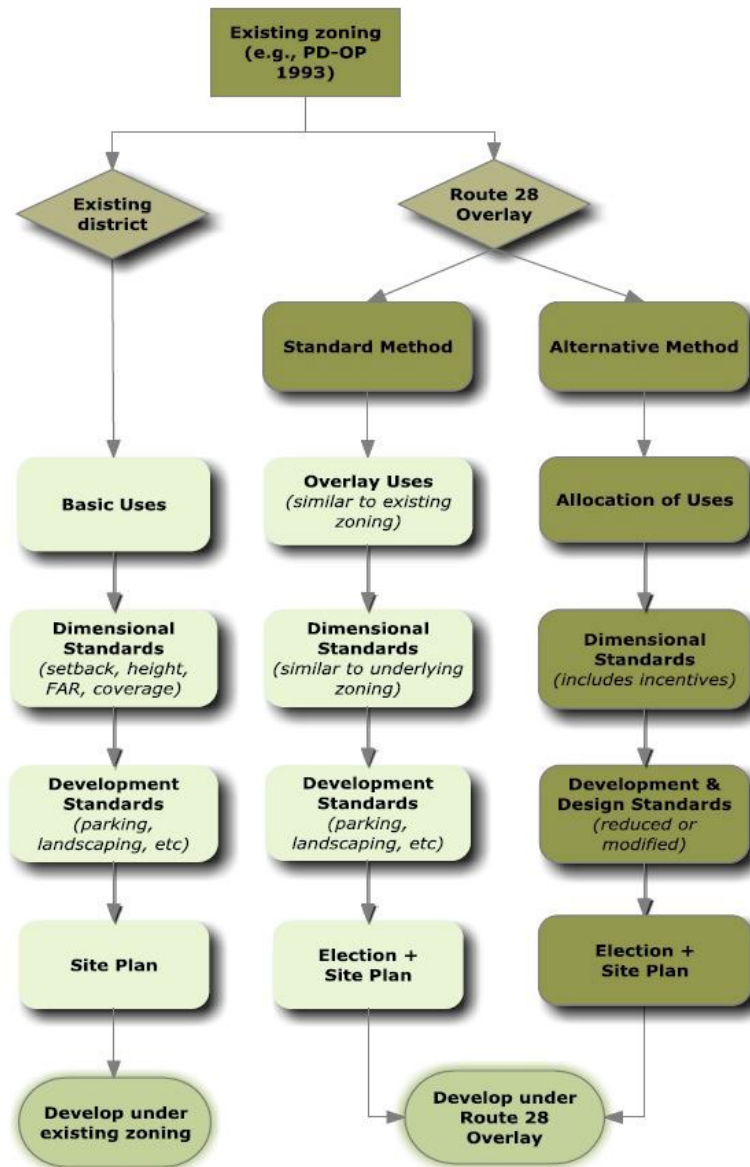 Existing zoning
(e.g., PD-OP
1993)
Existing
district
Route 28
Overlay
Standard Method
Alternative Method
Basic Uses
Overlay Uses
(similar to existing
zoning)
Allocation of Uses
Dimensional
Standards
(setback, height,
FAR, coverage)
Dimensional
Standards
(similar to underlying
zoning)
Dimensional
Standards
(includes incentives)
Development
Standards
(parking,
landscaping, etc)
Development
Standards
(parking,
landscaping, etc)
Development &
Design Standards
(reduced or
modified)
Site Plan
Election +
Site Plan
Election +
Site Plan
Develop under
existing zoning
Develop under
Route 28
Overlay